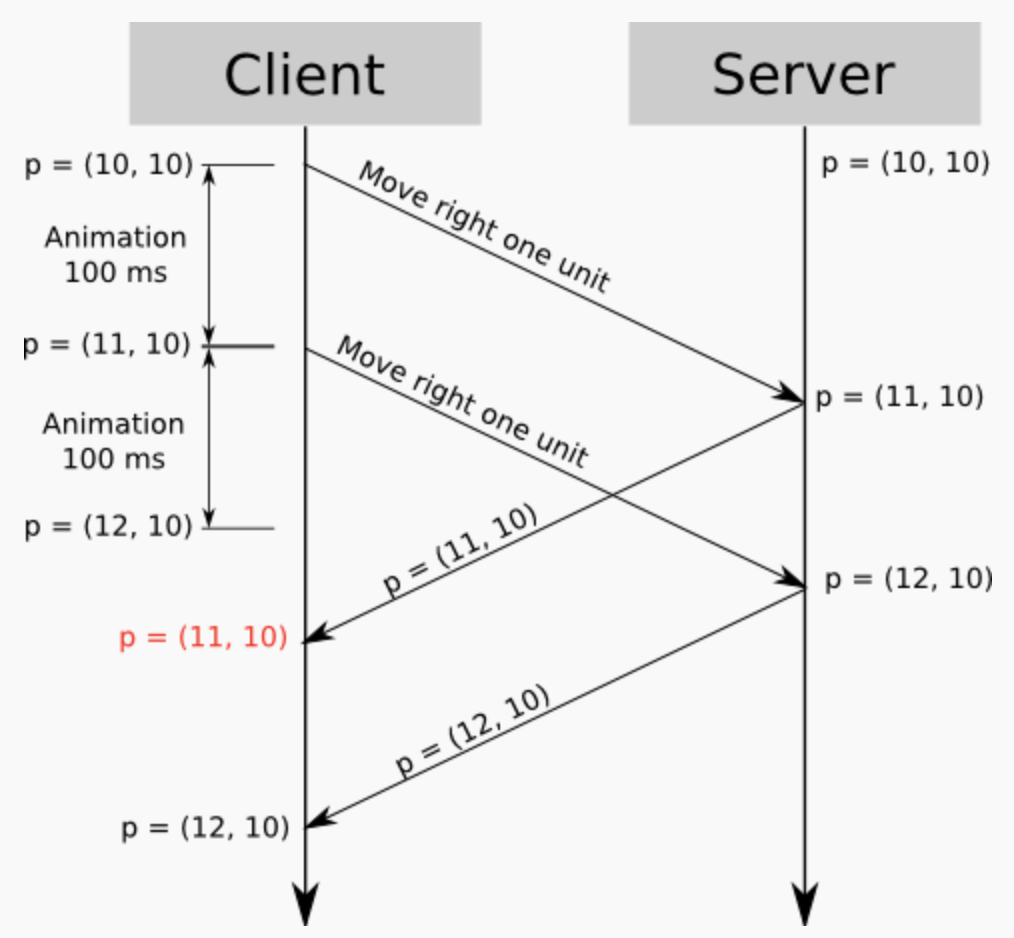 Client
Server
p = (10, 10)
p = (10, 10)
Move right one unit
Animation
100 ms
p = (11, 10)
Move right one unit
p = (11, 10)
Animation
100 ms
p = (12, 10)
p = (11, 10)
p = (12, 10)
p = (11, 10)
p = (12, 10)
p = (12, 10)